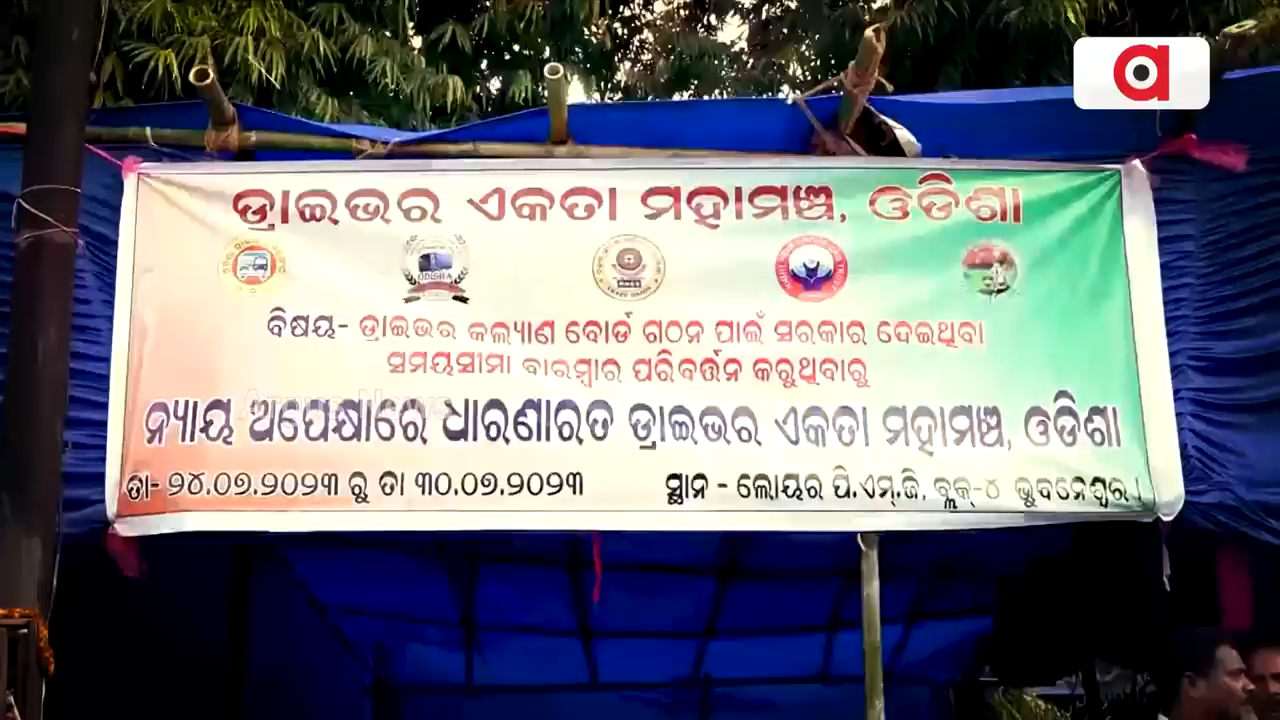 ଡ୍ରାଇଭର ଏକତା ମହାମଞ୍ଚ, ଓଡିଶା
ODISHA
ବିଷୟ- ଡ୍ରାଇଭର କଲ୍ୟାଣ ବୋର୍ଡ ଗଠନ ପାଇଁ ସରକାର ଦେଇଥିବା
ସମୟସୀମା ବାରମ୍ବାର ପରିବର୍ତ୍ତନ କରୁଥିବାରୁ
ନ୍ୟାୟ ଅପେକ୍ଷାରେ ଧାରଣାରତ ଡ୍ରାଇଭର ଏକତା ମହାମଞ୍ଚ, ଓଡିଶା
ତା- ୨୪.୦୭.୨୦୨୩ ରୁ ତା ୩୦.୦୭.୨୦୨୩ ସ୍ଥାନ - ଲୋୟର ପି.ଏମ୍.ଜି, ବ୍ଲକ୍-୪ ଭୁବନେଶ୍ୱର।